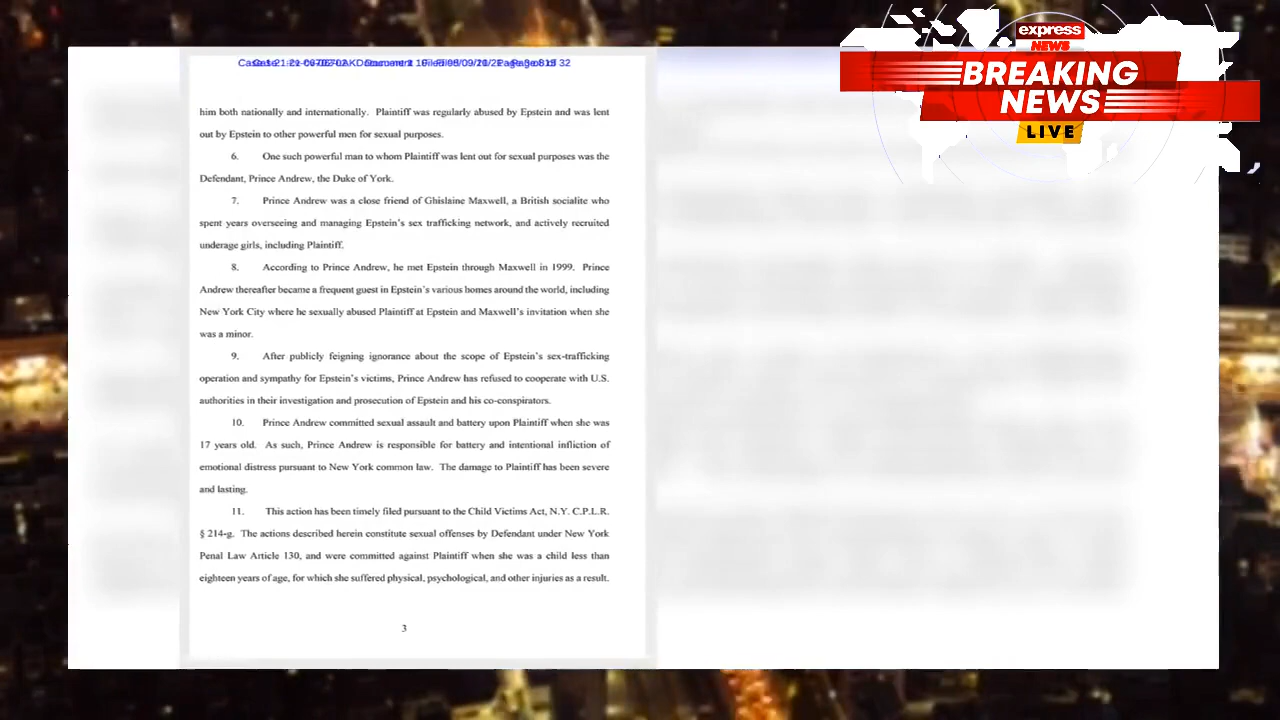 him both nationally and internationally. Plaintiff was regularly abused by Epstein and was lent
out by Epstein to other powerful men for sexual purposes.
6. One such powerful man to whom Plaintiff was lent out for sexual purposes was the
Defendant, Prince Andrew, the Duke of York.
7. Prince Andrew was a close friend of Ghislaine Maxwell, a British socialite who
spent years overseeing and managing Epstein’s sex trafficking network, and actively recruited
underage girls, including Plaintiff.
8. According to Prince Andrew, he met Epstein through Maxwell in 1999. Prince
Andrew thereafter became a frequent guest in Epstein’s various homes around the world, including
New York City where he sexually abused Plaintiff at Epstein and Maxwell’s invitation when she
was a minor.
9. After publicly feigning ignorance about the scope of Epstein’s sex-trafficking
operation and sympathy for Epstein’s victims, Prince Andrew has refused to cooperate with U.S.
authorities in their investigation and prosecution of Epstein and his co-conspirators.
10. Prince Andrew committed sexual assault and battery upon Plaintiff when she was
17 years old. As such, Prince Andrew is responsible for battery and intentional infliction of
emotional distress pursuant to New York common law. The damage to Plaintiff has been severe
and lasting.
11. This action has been timely filed pursuant to the Child Victims Act, N.Y. C.P.L.R.
§ 214-g. The actions described herein constitute sexual offenses by Defendant under New York
Penal Law Article 130, and were committed against Plaintiff when she was a child less than
eighteen years of age, for which she suffered physical, psychological, and other injuries as a result.
3
express
NEWS
BREAKING
NEWS
LIVE